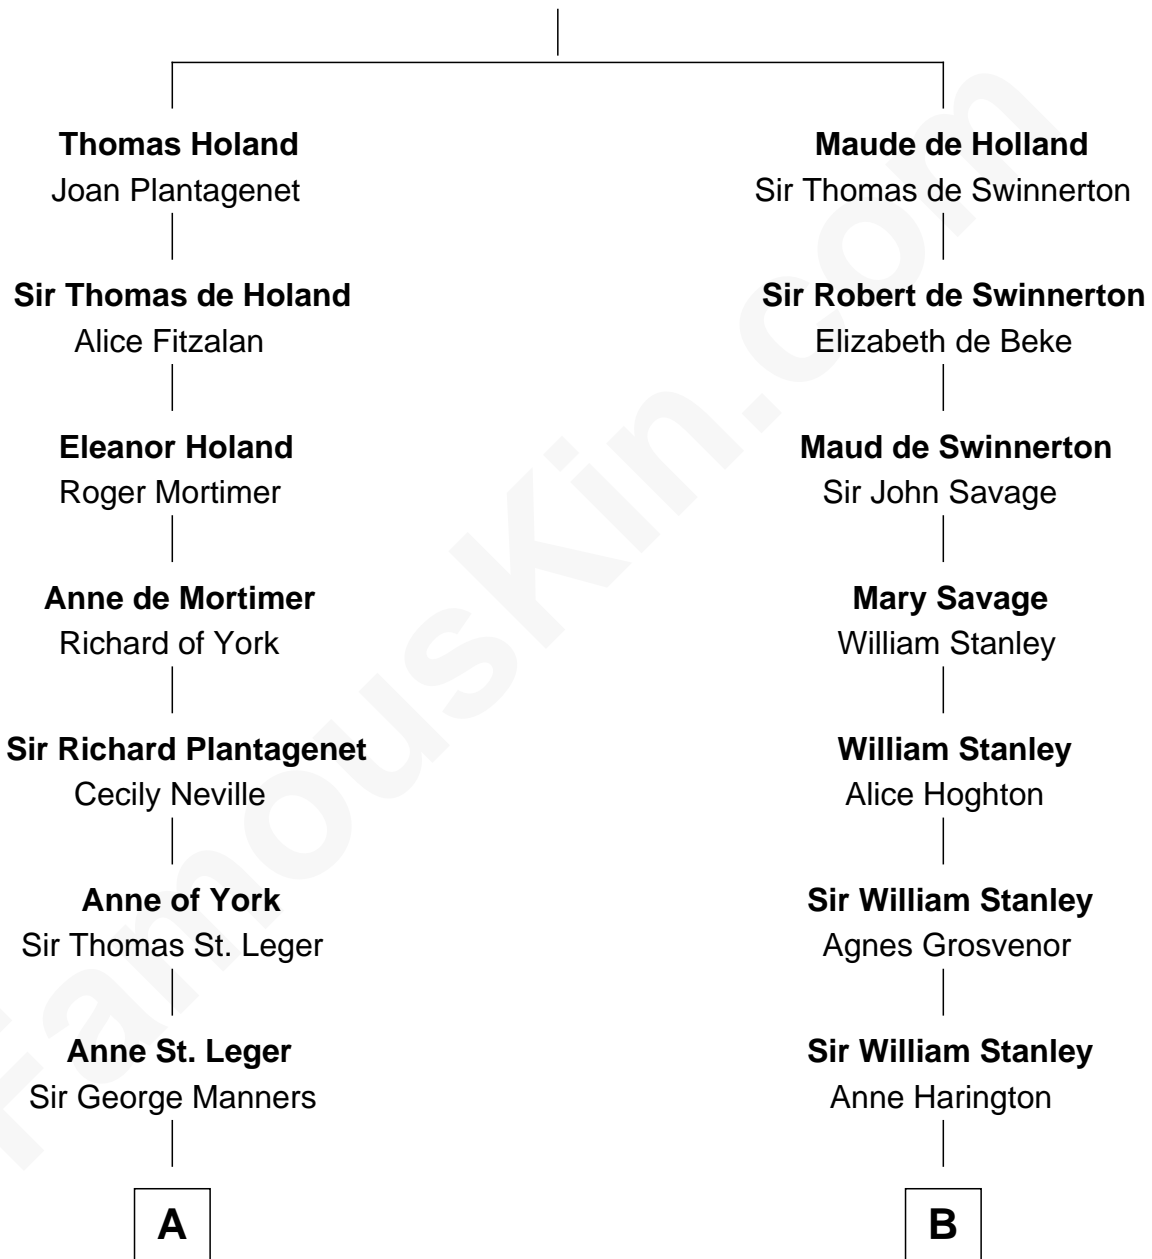 Thomas Holand
Joan Plantagenet
Sir Thomas de Holand
Alice Fitzalan
Eleanor Holand
Roger Mortimer
Anne de Mortimer
Richard of York
Sir Richard Plantagenet
Cecily Neville
Anne of York
Sir Thomas St. Leger
Anne St. Leger
Sir George Manners
A
Maude de Holland
Sir Thomas de Swinnerton
Sir Robert de Swinnerton
Elizabeth de Beke
Maud de Swinnerton
Sir John Savage
Mary Savage
William Stanley
William Stanley
Alice Hoghton
Sir William Stanley
Agnes Grosvenor
Sir William Stanley
Anne Harington
B
FamousKin.com